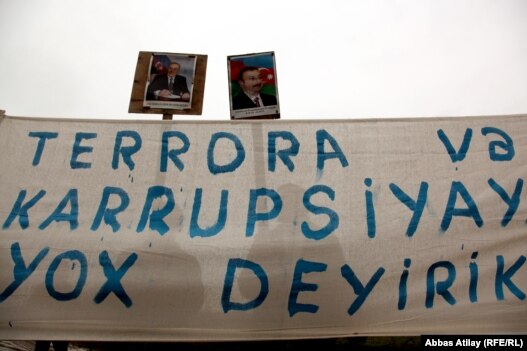 TERRORA və
KARRUPSİYAYA
YOX DEYİRİK
Abbas Atilay (RFE/RL)